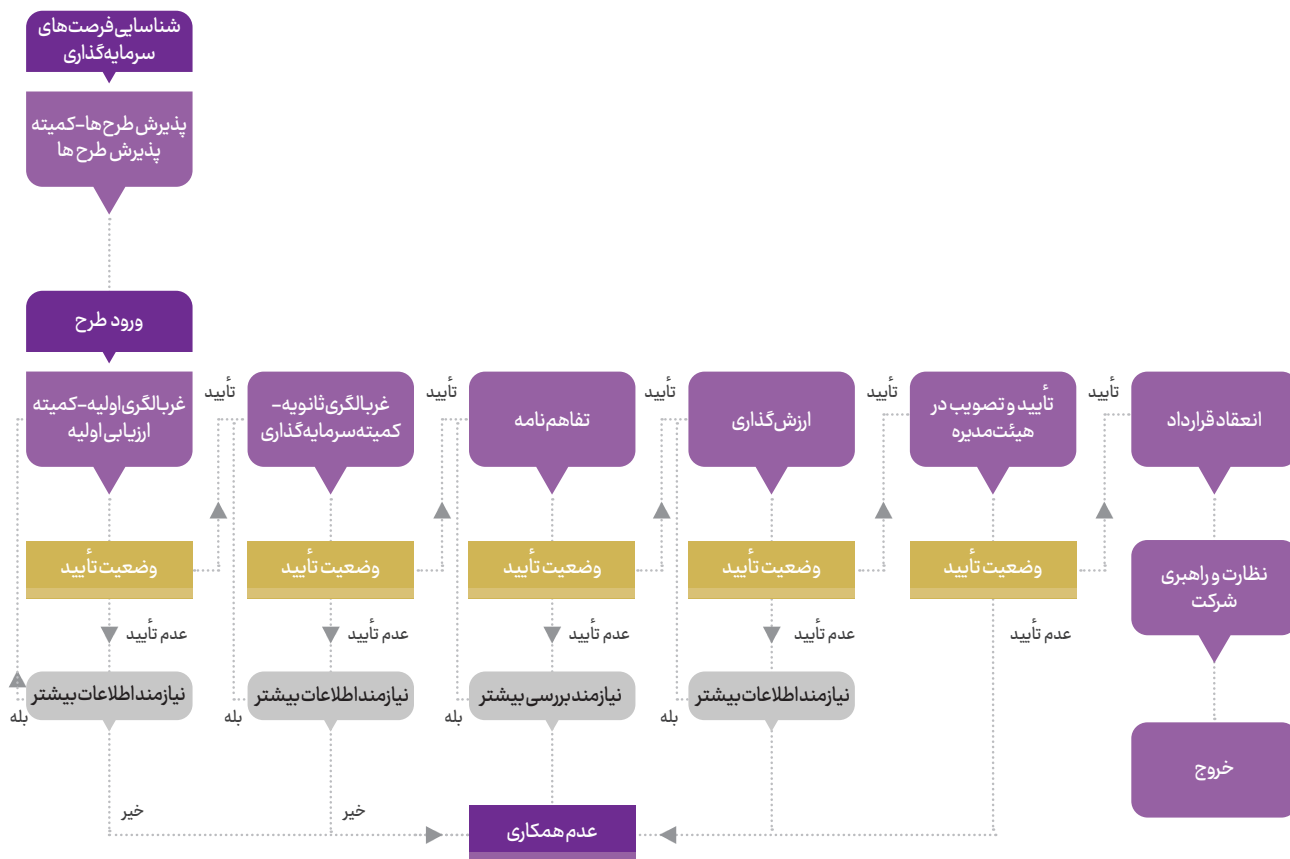 شناسایی فرصت‌های
سرمایه‌گذاری
پذیرش طرح‌ها-کمیته
پذیرش طرح ها
ورود طرح
غربالگری اولیه-کمیته
ارزیابی اولیه
تأیید
غربالگری ثانویه-
کمیته سرمایه‌گذاری
تأیید
تفاهم‌نامه
تأیید
ارزش‌گذاری
تأیید
تأیید و تصویب در
هیئت‌مدیره
تأیید
انعقاد قرارداد
وضعیت تأیید
وضعیت تأیید
وضعیت تأیید
وضعیت تأیید
وضعیت تأیید
نظارت و راهبری
شرکت
عدم تأیید
عدم تأیید
عدم تأیید
عدم تأیید
عدم تأیید
نیازمند اطلاعات بیشتر
نیازمند اطلاعات بیشتر
نیازمند بررسی بیشتر
نیازمند اطلاعات بیشتر
بله
بله
بله
بله
خروج
خیر
خیر
عدم همکاری